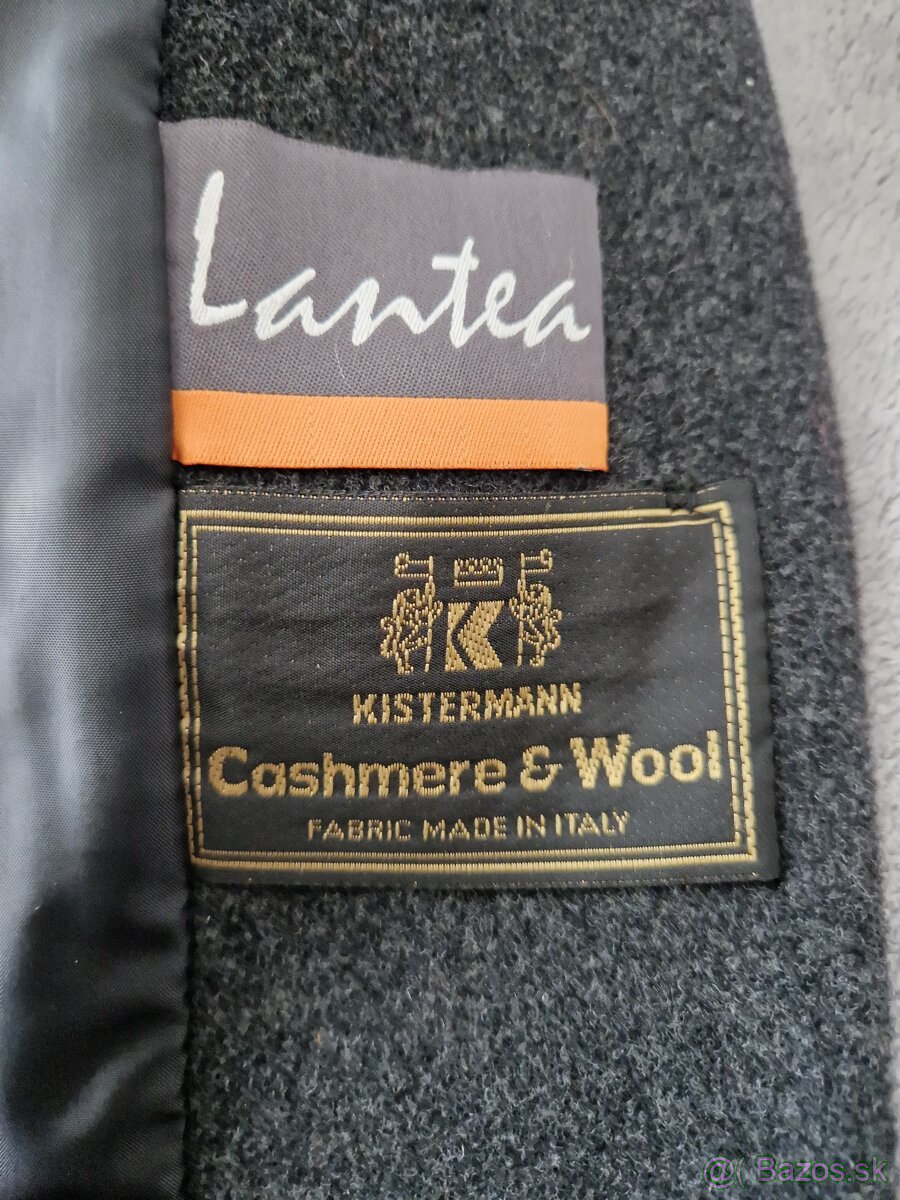 Lantea
K
KISTERMANN
Cashmere & Wool
FABRIC MADE IN ITALY
@( Bazos.sk